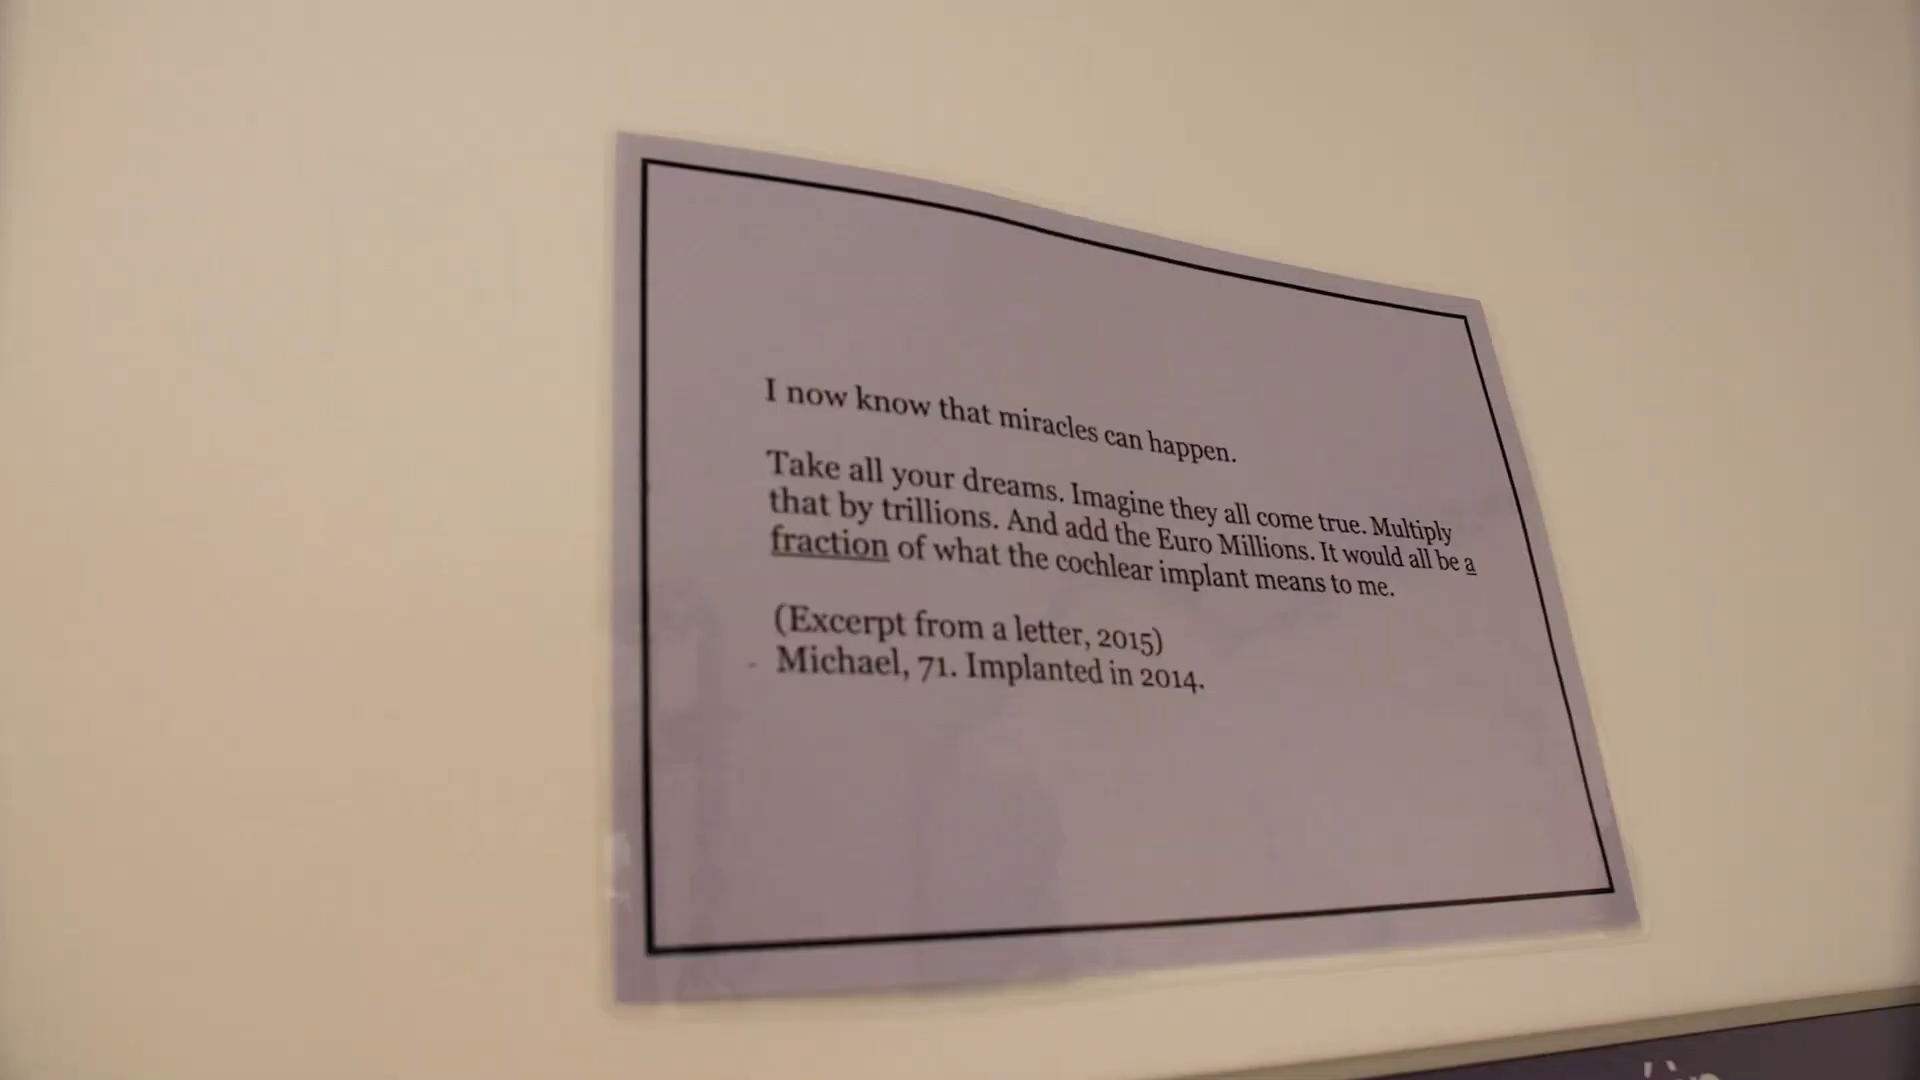 I now know that miracles can happen.
Take all your dreams. Imagine they all come true. Multiply
that by trillions. And add the Euro Millions. It would all be a
fraction of what the cochlear implant means to me.
(Excerpt from a letter, 2015)
Michael, 71. Implanted in 2014.